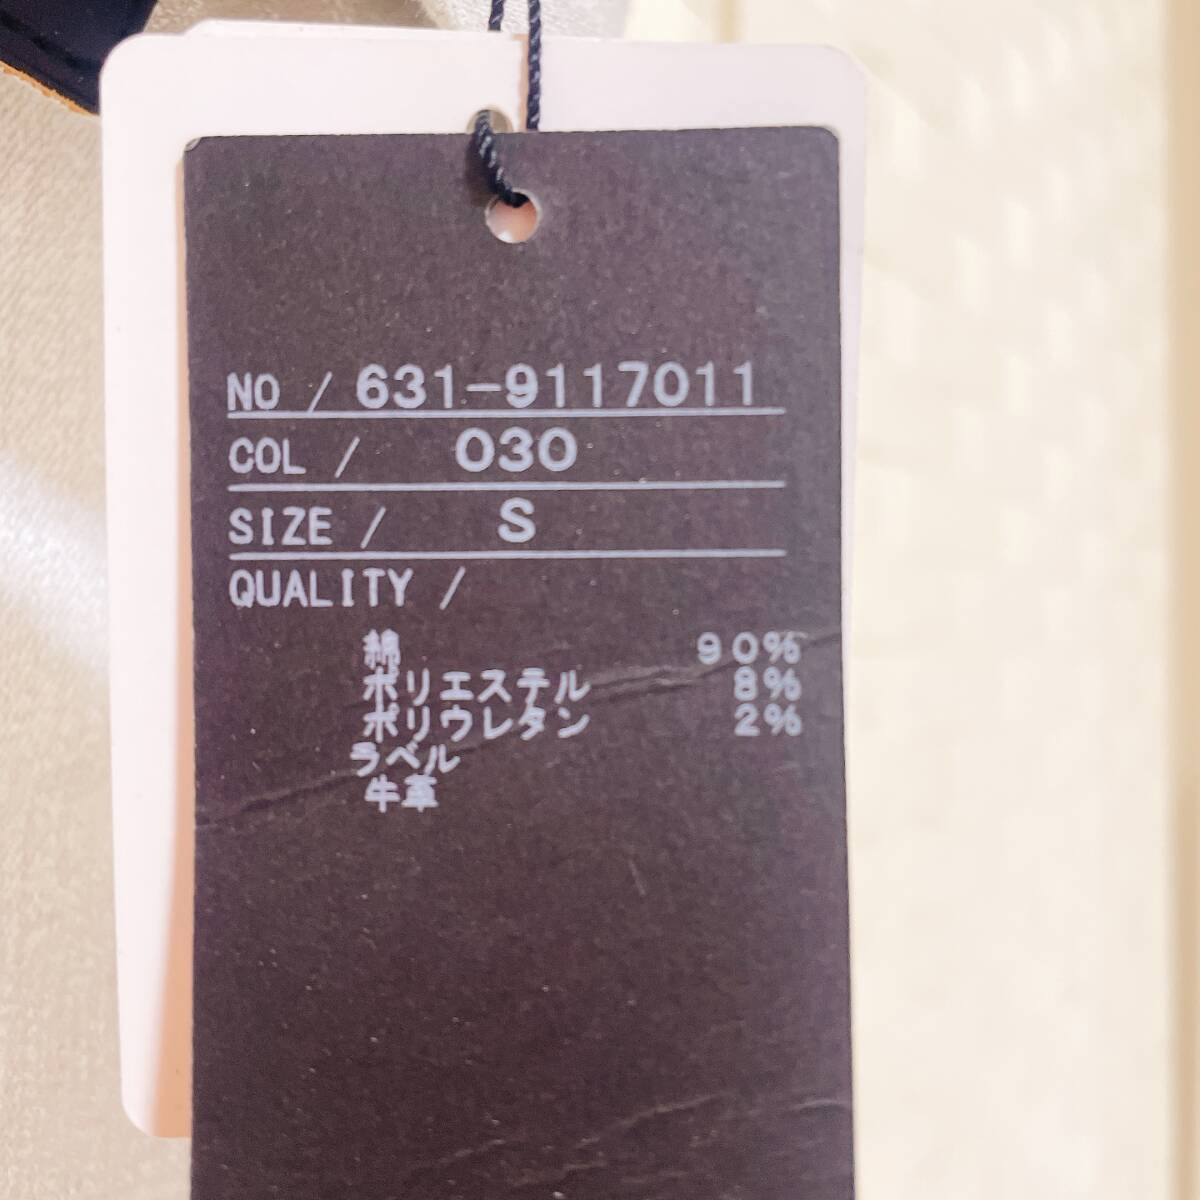 NO / 631-9117011
COL / 030
SIZE / S
QUALITY /
綿 90%
ポリエステル 8%
ポリウレタン 2%
ラベル
牛革